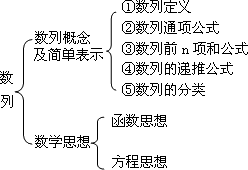 数列
数列概念
及简单表示
①数列定义
②数列通项公式
③数列前n项和公式
④数列的递推公式
⑤数列的分类
数学思想
函数思想
方程思想